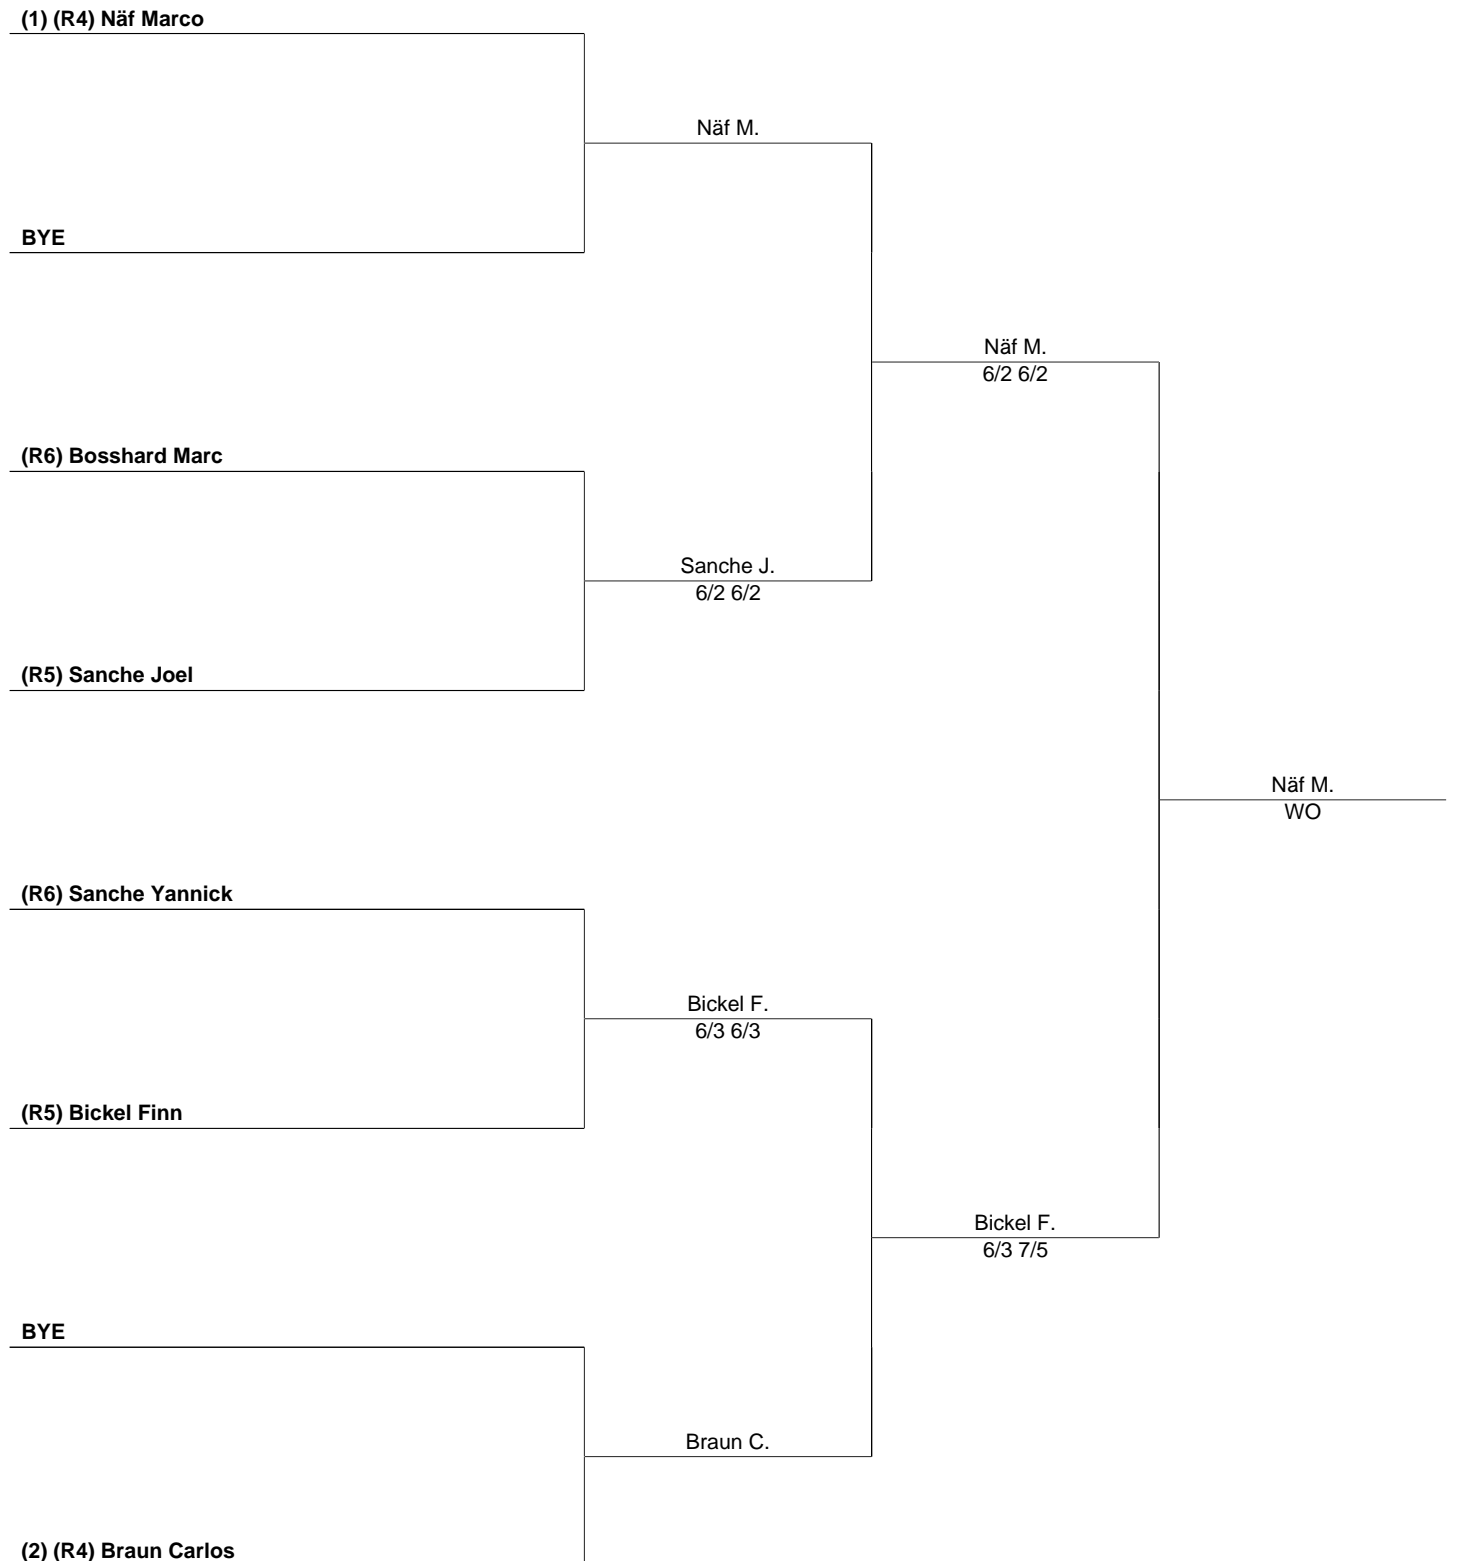 (1) (R4) Näf Marco
Näf M.
BYE
Näf M.
6/2 6/2
(R6) Bosshard Marc
Sanche J.
6/2 6/2
(R5) Sanche Joel
Näf M.
WO
(R6) Sanche Yannick
Bickel F.
6/3 6/3
(R5) Bickel Finn
Bickel F.
6/3 7/5
BYE
Braun C.
(2) (R4) Braun Carlos